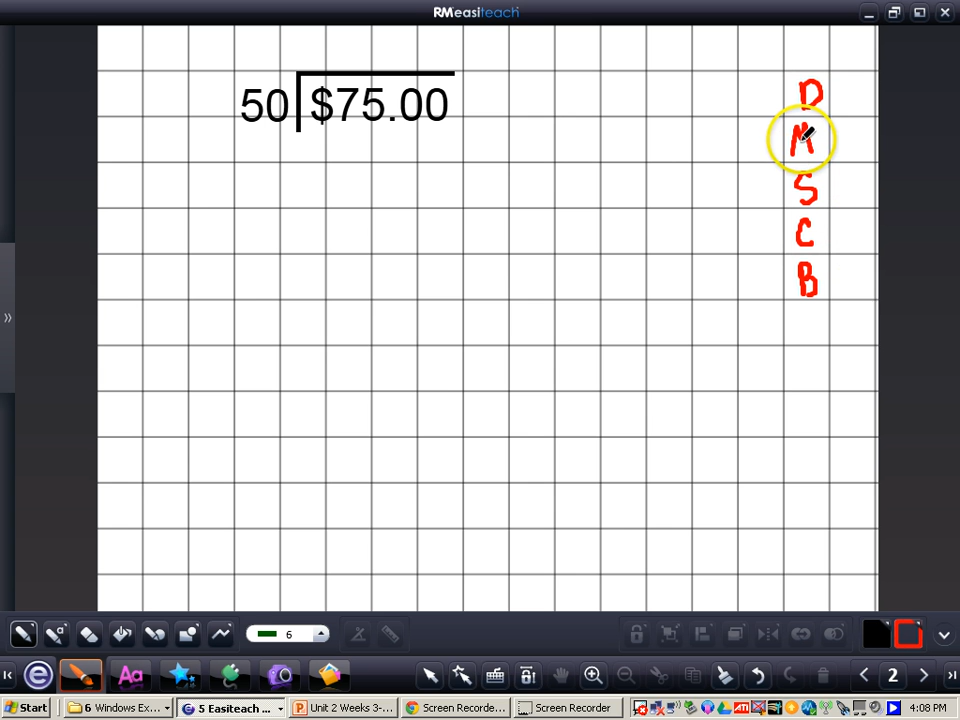 RMeasiteach
50 $75.00
D
M
S
C
B
6
Aa
2
Start
6 Windows Ex...
5 Easiteach ...
Unit 2 Weeks 3-...
Screen Recorde...
Screen Recorder
4:08 PM